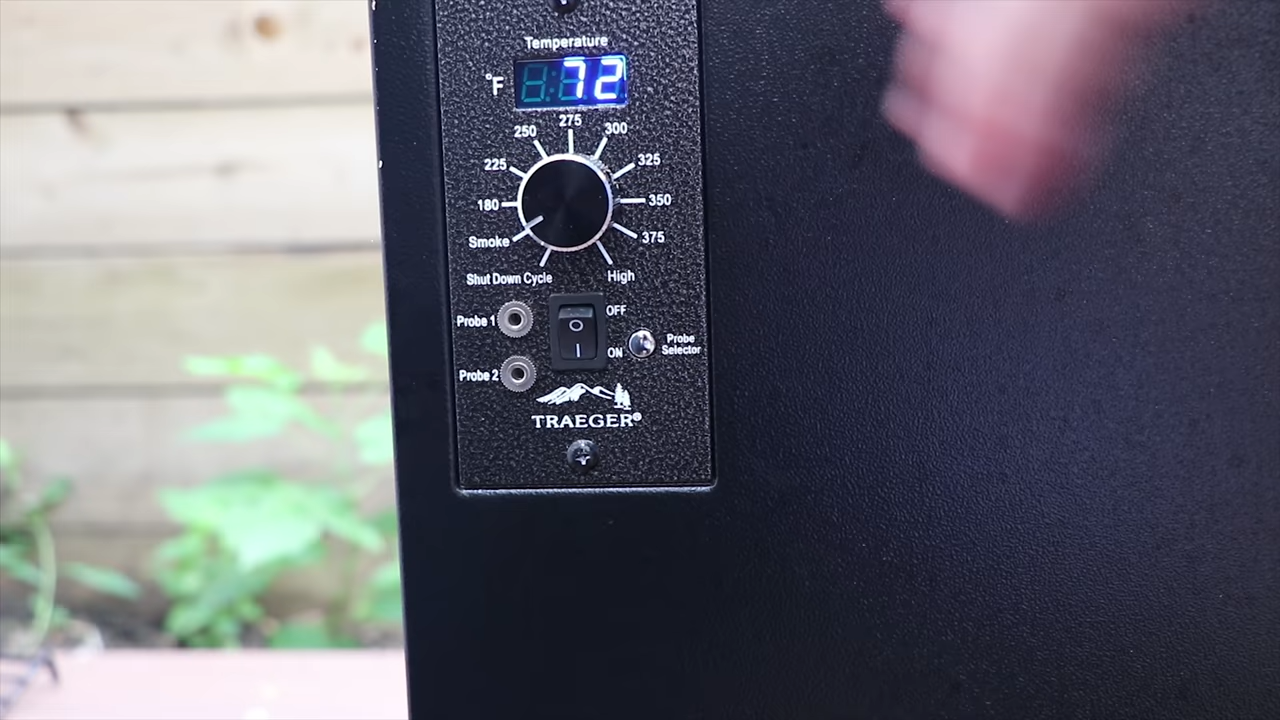 Temperature
°F 72
275
250 300
225 325
180 350
Smoke 375
Shut Down Cycle High
OFF
Probe 1
O
I
ON
Probe
Selector
Probe 2
TRAEGER®